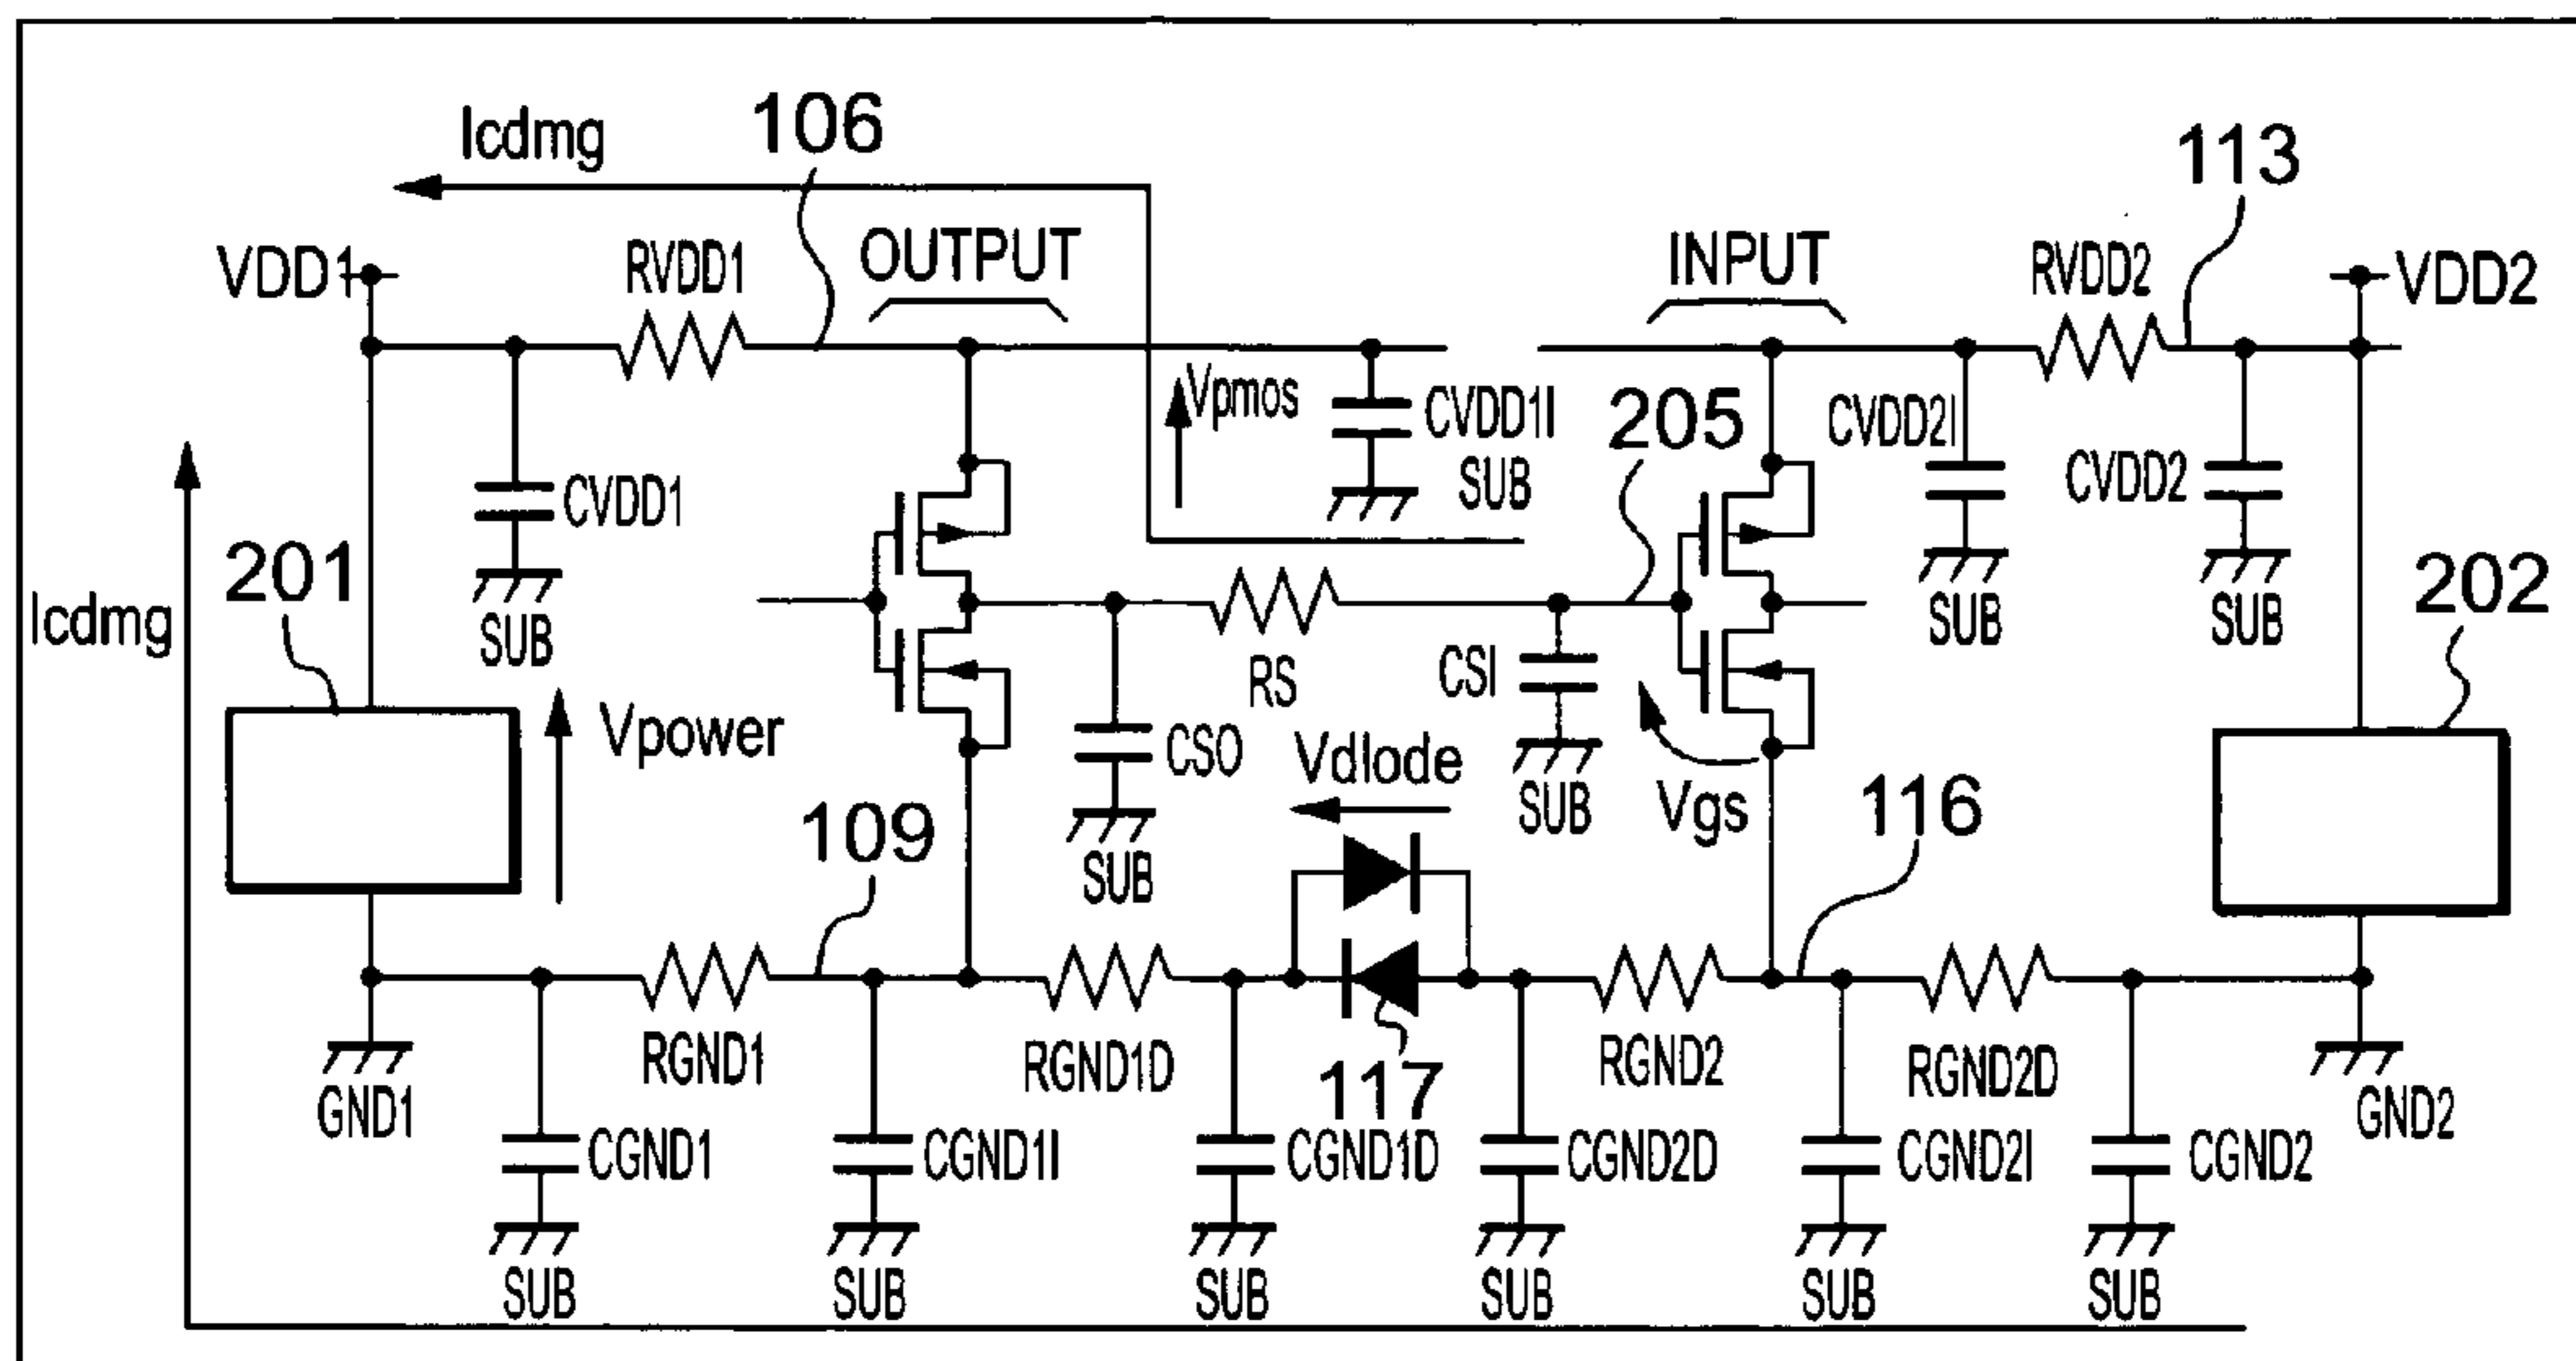 Icdmg
106
113
VDD1
RVDD1
OUTPUT
INPUT
RVDD2
VDD2
Vpmos
CVDD1I
SUB
205
CVDD2I
CVDD2
CVDD1
SUB
201
Icdmg
SUB
SUB
202
RS
CSI
Vpower
CSO
SUB
Vdlode
SUB
Vgs
109
116
GND1
RGND1
RGND1D
117
RGND2
RGND2D
GND2
CGND1
CGND1I
CGND1D
CGND2D
CGND2I
CGND2
SUB
SUB
SUB
SUB
SUB
SUB